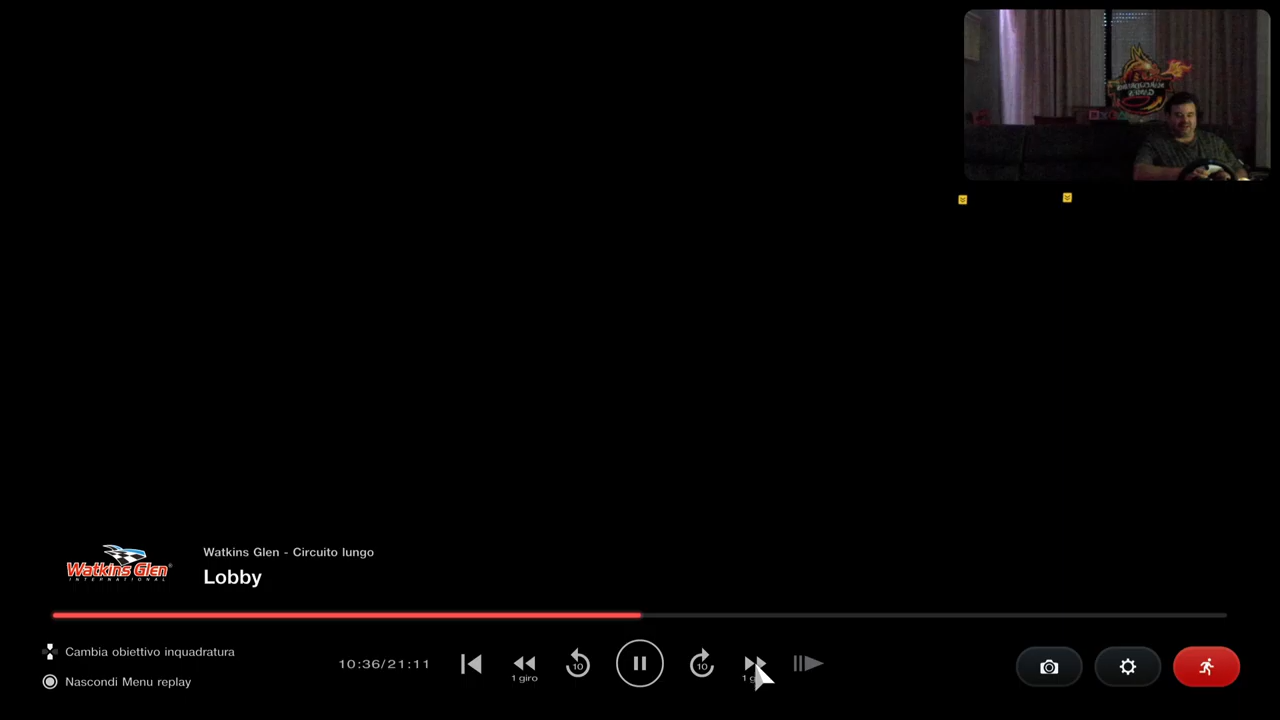 Watkins Glen®
INTERNATIONAL
Watkins Glen - Circuito lungo
Lobby
Cambia obiettivo inquadratura
Nascondi Menu replay
10:36/21:11
1 giro
10
10